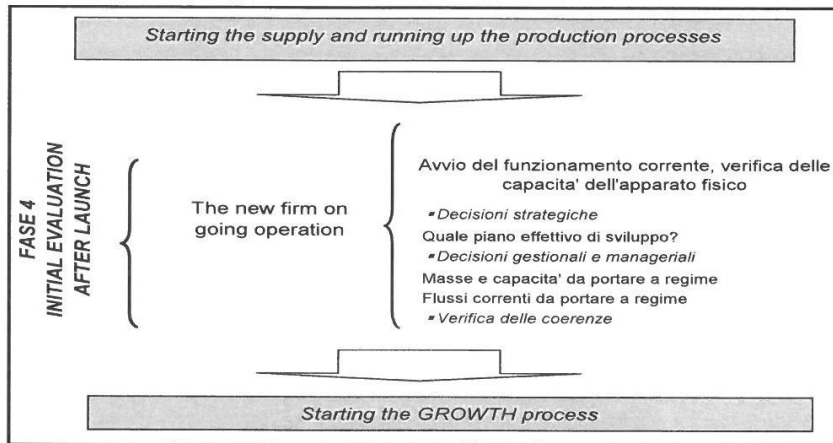 Starting the supply and running up the production processes
FASE 4
INITIAL EVALUATION
AFTER LAUNCH
The new firm on
going operation
Avvio del funzionamento corrente, verifica delle
capacita' dell'apparato fisico
▪Decisioni strategiche
Quale piano effettivo di sviluppo?
▪Decisioni gestionali e manageriali
Masse e capacita' da portare a regime
Flussi correnti da portare a regime
▪Verifica delle coerenze
Starting the GROWTH process